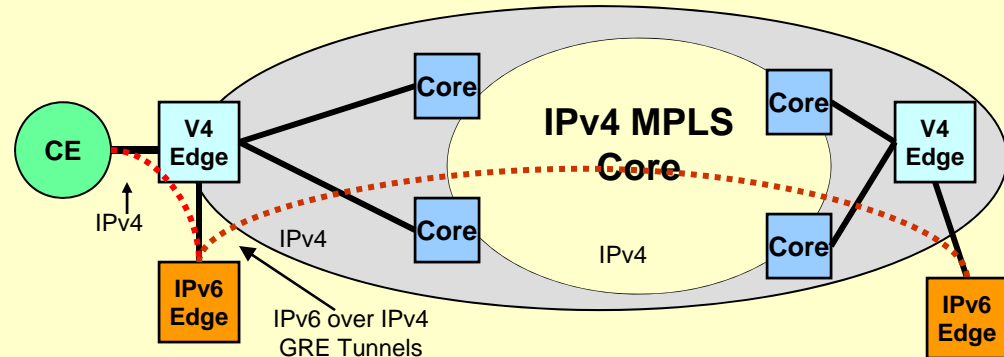 Core
Core
V4
Edge
IPv4 MPLS
Core
V4
Edge
CE
IPv4
Core
Core
IPv4
IPv4
IPv6
Edge
IPv6 over IPv4
GRE Tunnels
IPv6
Edge